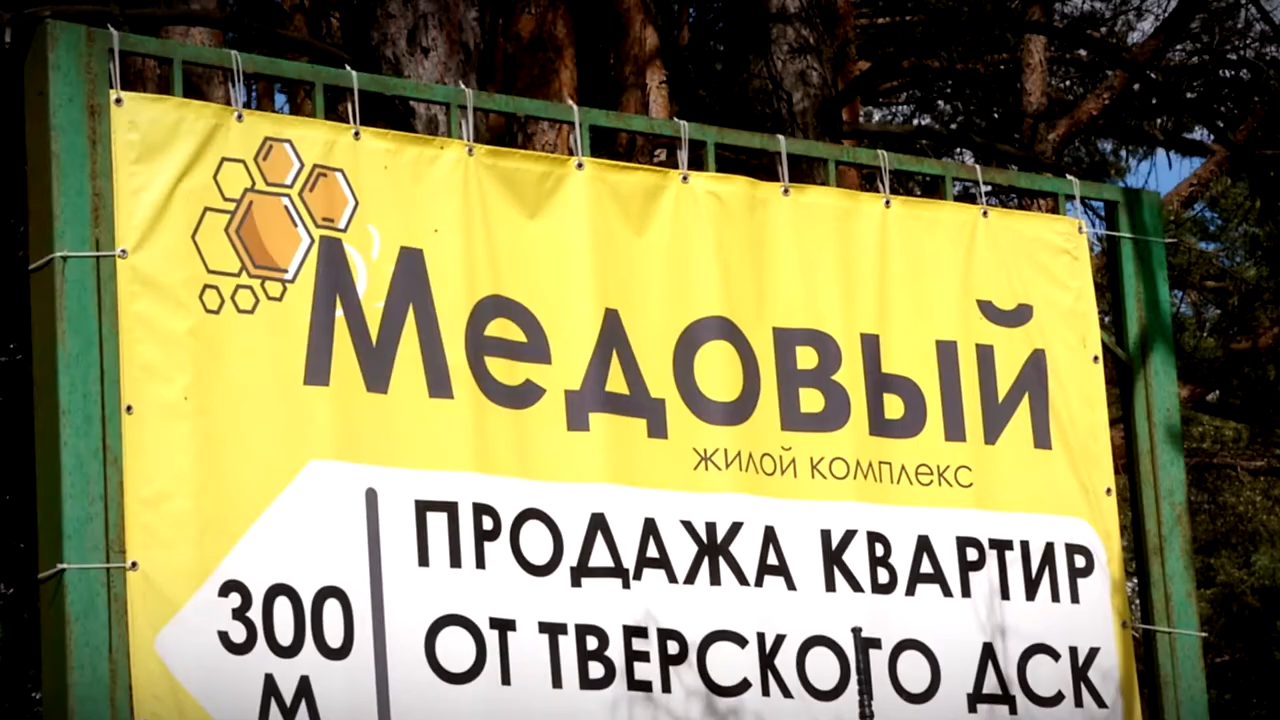 Медовый
жилой комплекс
300
М
ПРОДАЖА КВАРТИР
ОТ ТВЕРСКОГО ДСК